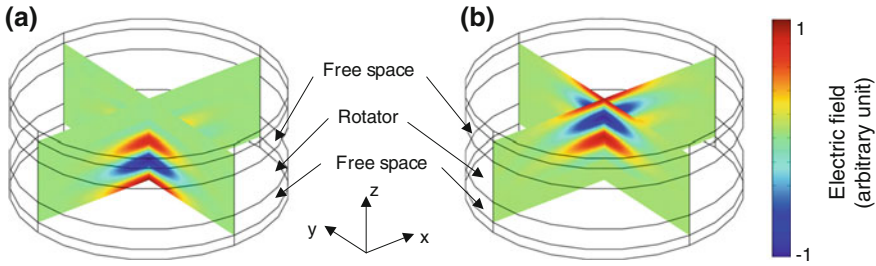 (a)
(b)
Free space
Rotator
Free space
z
y
x
1
-1
Electric field
(arbitrary unit)